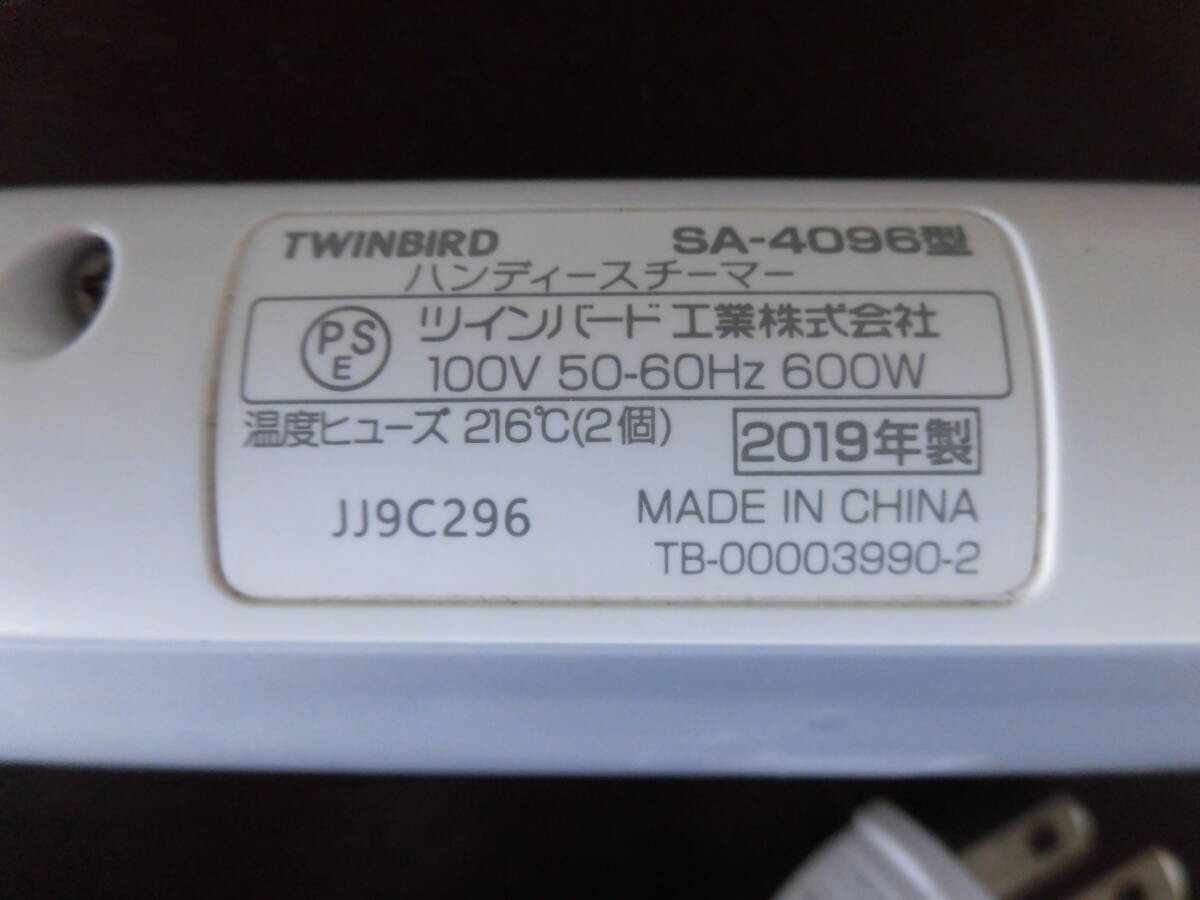 TWINBIRD SA-4096型
ハンディースチーマー
PSE ツインバード工業株式会社
100V 50-60Hz 600W
温度ヒューズ 216℃(2個) 2019年製
JJ9C296 MADE IN CHINA
TB-00003990-2